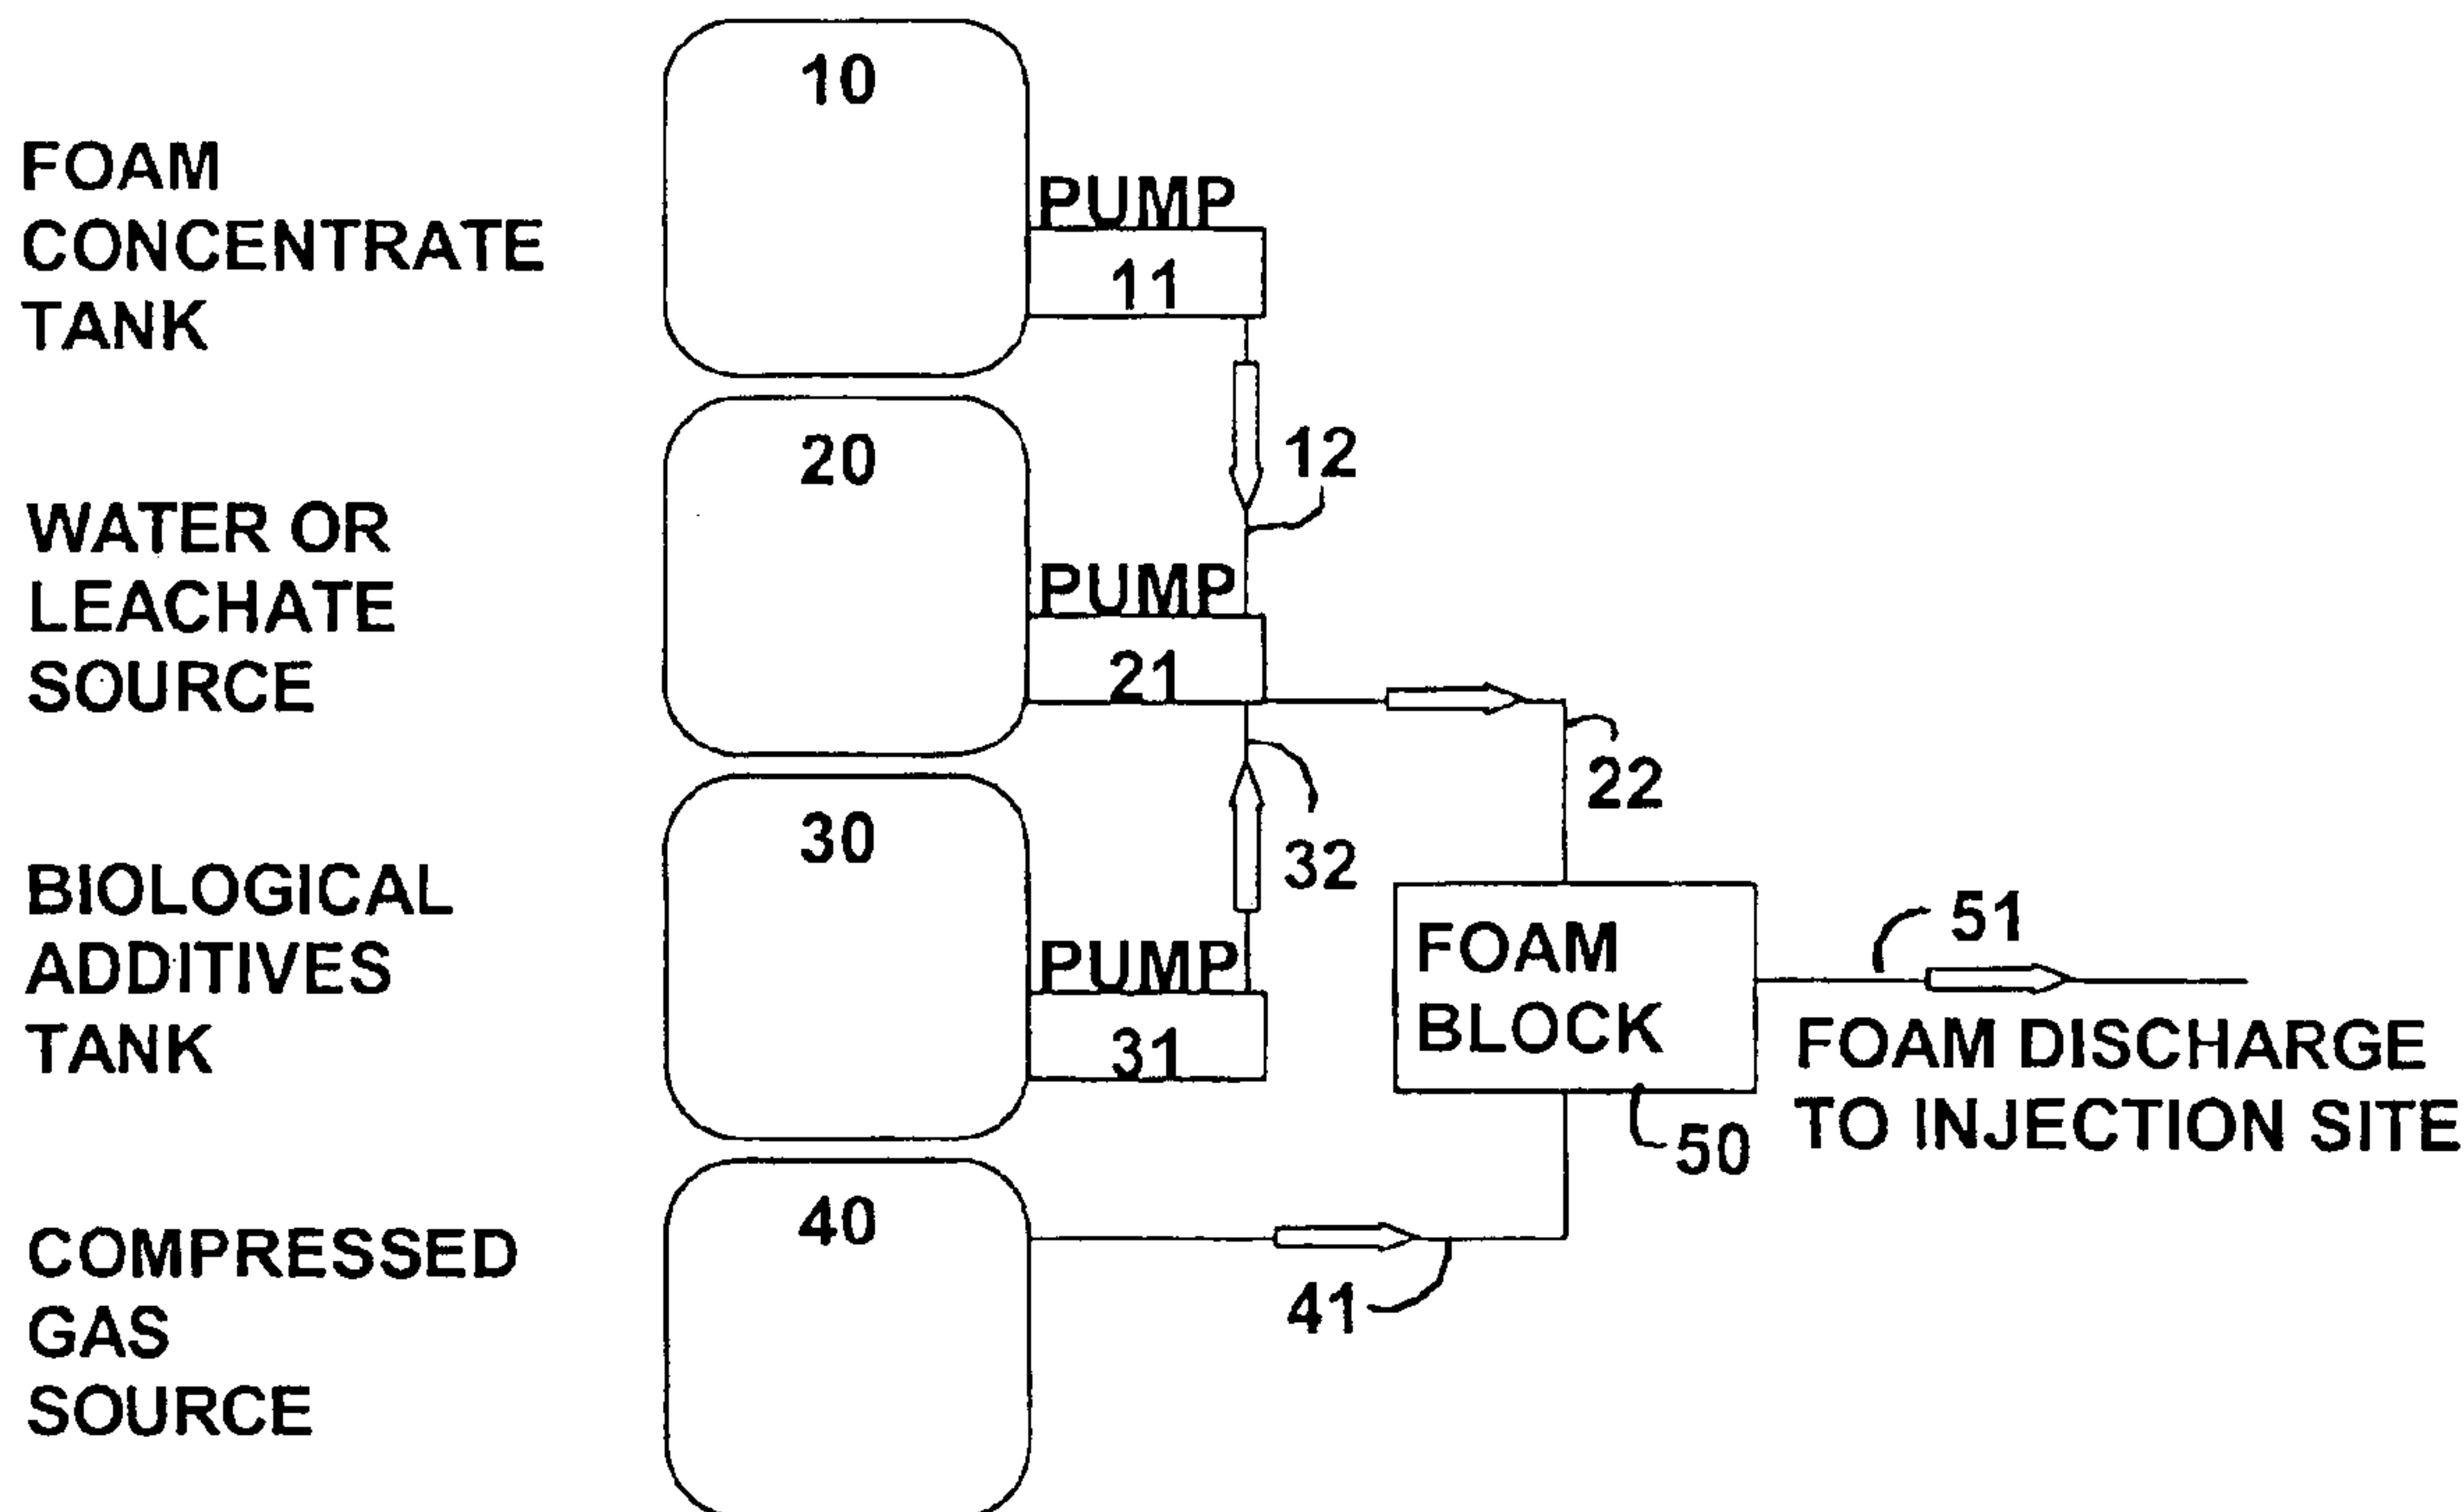 10
FOAM
CONCENTRATE
TANK
PUMP
11
12
20
WATER OR
LEACHATE
SOURCE
PUMP
21
22
30
32
BIOLOGICAL
ADDITIVES
TANK
PUMP
31
FOAM
BLOCK
51
FOAM DISCHARGE
TO INJECTION SITE
50
40
COMPRESSED
GAS
SOURCE
41